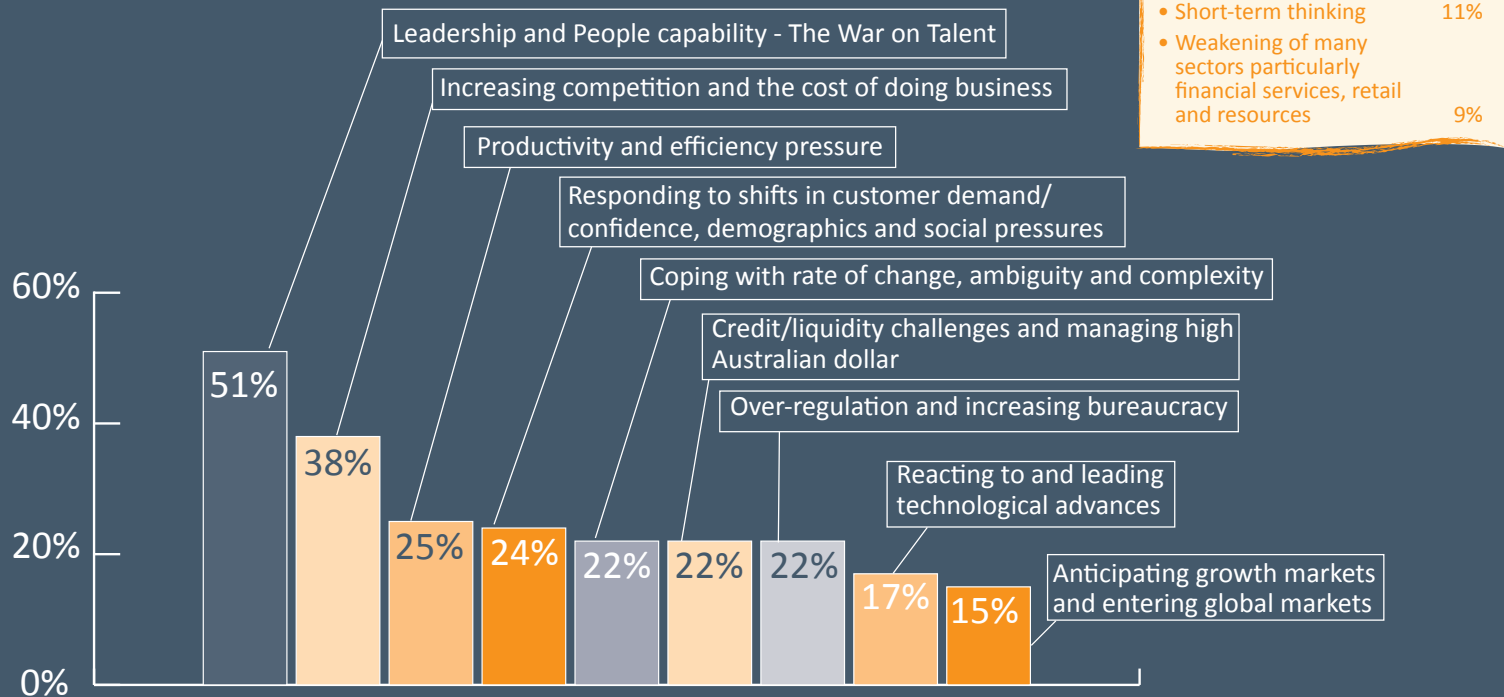 • Short-term thinking 11%
• Weakening of many
sectors particularly
financial services, retail
and resources 9%
Leadership and People capability - The War on Talent
Increasing competition and the cost of doing business
Productivity and efficiency pressure
Responding to shifts in customer demand/
confidence, demographics and social pressures
Coping with rate of change, ambiguity and complexity
Credit/liquidity challenges and managing high
Australian dollar
Over-regulation and increasing bureaucracy
Reacting to and leading
technological advances
Anticipating growth markets
and entering global markets
60%
40%
20%
0%
51%
38%
25%
24%
22%
22%
22%
17%
15%